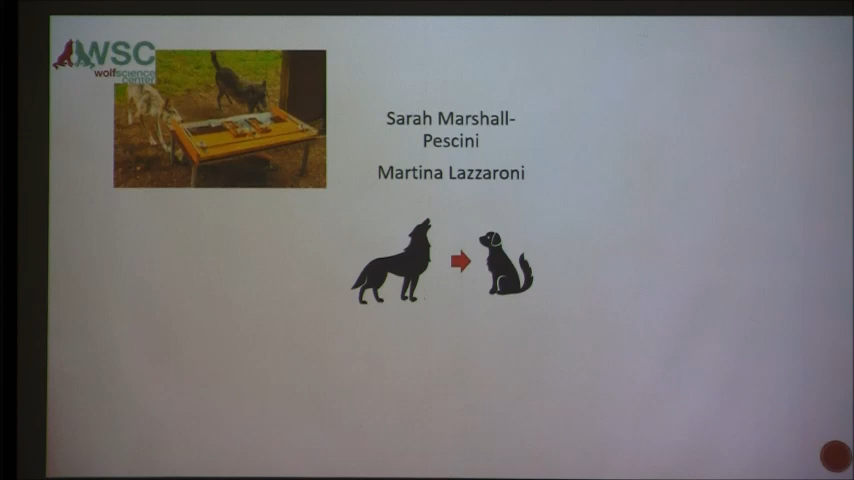 WSC
wolfscience
center
Sarah Marshall-
Pescini
Martina Lazzaroni